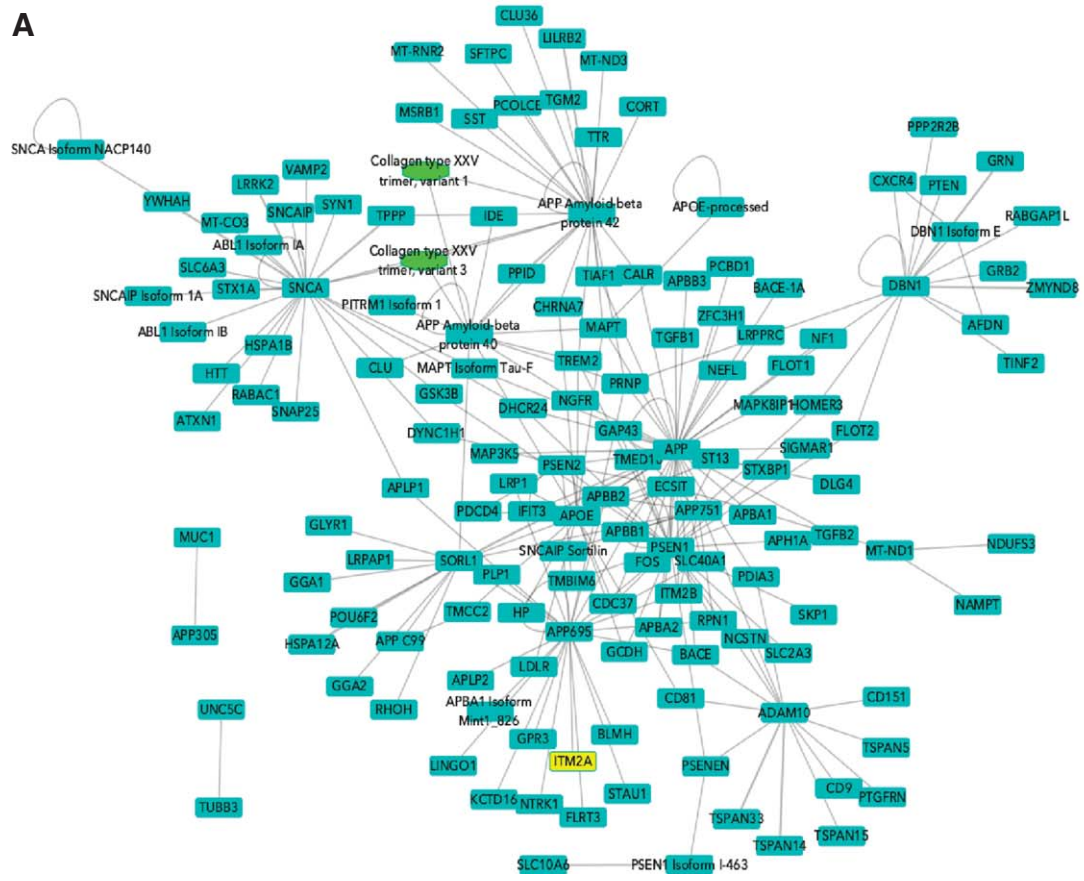 A
CLU36
LILRB2
MT-RNR2
SFTPC
MT-ND3
PCOLCE
TGM2
MSRB1
SST
CORT
TTR
PPP2R2B
SNCA Isoform NACP140
Collagen type XXV
trimer, variant 1
VAMP2
LRRK2
GRN
CXCR4
PTEN
YWHAH
SNCAIP
SYN1
TPPP
IDE
APP Amyloid-beta
protein 42
APOE-processed
MT-CO3
RABGAP1L
DBN1 Isoform E
ABL1 Isoform IA
Collagen type XXV
trimer, variant 3
SLC6A3
PPID
TIAF1
CALR
PCBD1
APBB3
GRB2
DBN1
ZMYND8
SNCAIP Isoform 1A
STX1A
SNCA
BACE-1A
PITRM1 Isoform 1
CHRNA7
ZFC3H1
ABL1 Isoform IB
APP Amyloid-beta
protein 40
MAPT
TGFB1
LRPPRC
NF1
AFDN
HSPA1B
TREM2
TINF2
HTT
CLU
MAPT Isoform Tau-F
NEFL
FLOT1
PRNP
RABAC1
GSK3B
NGFR
SNAP25
DHCR24
MAPK8IP1
HOMER3
ATXN1
DYNC1H1
GAP43
FLOT2
MAP3K5
APP
SIGMAR1
PSEN2
TMED10
ST13
STXBP1
APLP1
LRP1
ECSIT
DLG4
APBB2
PDCD4
IFIT3
APOE
APP751
APBA1
GLYR1
APBB1
MUC1
TGFB2
APH1A
NDUFS3
SNCAIP Sortilin
PSEN1
MT-ND1
LRPAP1
SORL1
FOS
SLC40A1
GGA1
PLP1
TMBIM6
PDIA3
ITM2B
NAMPT
POU6F2
TMCC2
HP
CDC37
SKP1
APP305
HSPA12A
APP C99
APP695
APBA2
RPN1
NCSTN
GCDH
BACE
SLC2A3
LDLR
GGA2
APLP2
CD81
CD151
UNC5C
RHOH
APBA1 Isoform
Mint1_826
ADAM10
GPR3
BLMH
TSPAN5
LINGO1
ITM2A
PSENEN
CD9
PTGFRN
KCTD16
NTRK1
STAU1
TUBB3
FLRT3
TSPAN33
TSPAN15
TSPAN14
SLC10A6
PSEN1 Isoform I-463